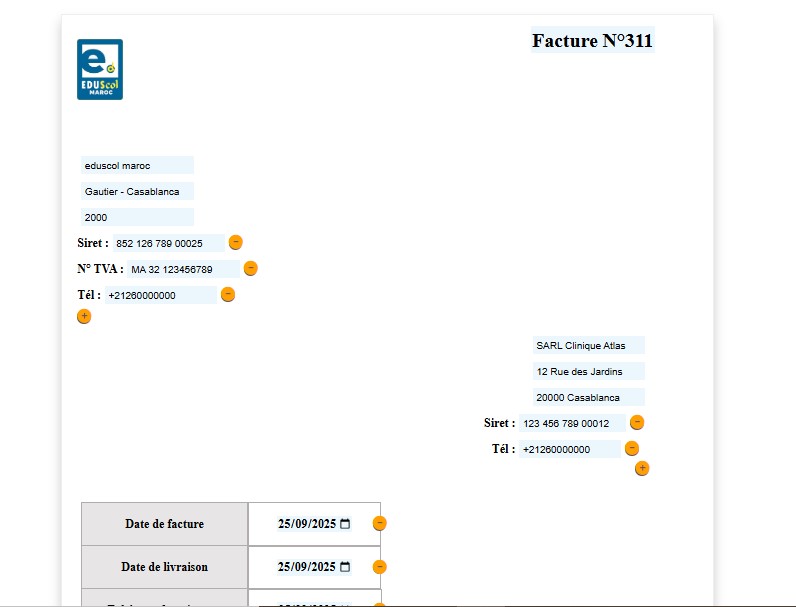 Facture N°311
e
EDUScol
MAROC
eduscol maroc
Gautier - Casablanca
2000
Siret : 852 126 789 00025
N° TVA : MA 32 123456789
Tél : +21260000000
SARL Clinique Atlas
12 Rue des Jardins
20000 Casablanca
Siret : 123 456 789 00012
Tél : +21260000000
Date de facture 25/09/2025
Date de livraison 25/09/2025